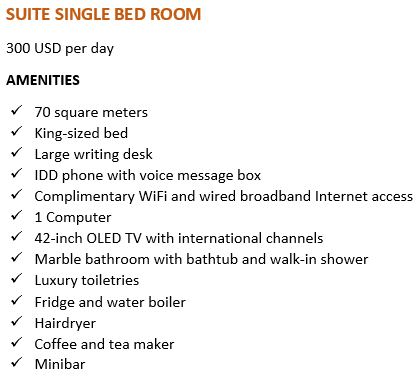 SUITE SINGLE BED ROOM
300 USD per day
AMENITIES
✓ 70 square meters
✓ King-sized bed
✓ Large writing desk
✓ IDD phone with voice message box
✓ Complimentary WiFi and wired broadband Internet access
✓ 1 Computer
✓ 42-inch OLED TV with international channels
✓ Marble bathroom with bathtub and walk-in shower
✓ Luxury toiletries
✓ Fridge and water boiler
✓ Hairdryer
✓ Coffee and tea maker
✓ Minibar